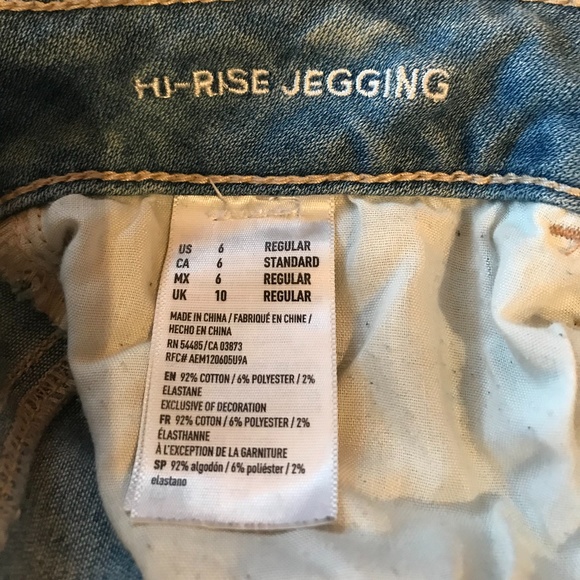 HI-RISE JEGGING
US 6 REGULAR
CA 6 STANDARD
MX 6 REGULAR
UK 10 REGULAR
MADE IN CHINA / FABRIQUÉ EN CHINE /
HECHO EN CHINA
RN 54485/CA 03873
RFC# AEM120605U9A
EN 92% COTTON / 6% POLYESTER / 2%
ELASTANE
EXCLUSIVE OF DECORATION
FR 92% COTON / 6% POLYESTER / 2%
ÉLASTHANNE
À L'EXCEPTION DE LA GARNITURE
SP 92% algodón / 6% poliéster / 2%
elastano